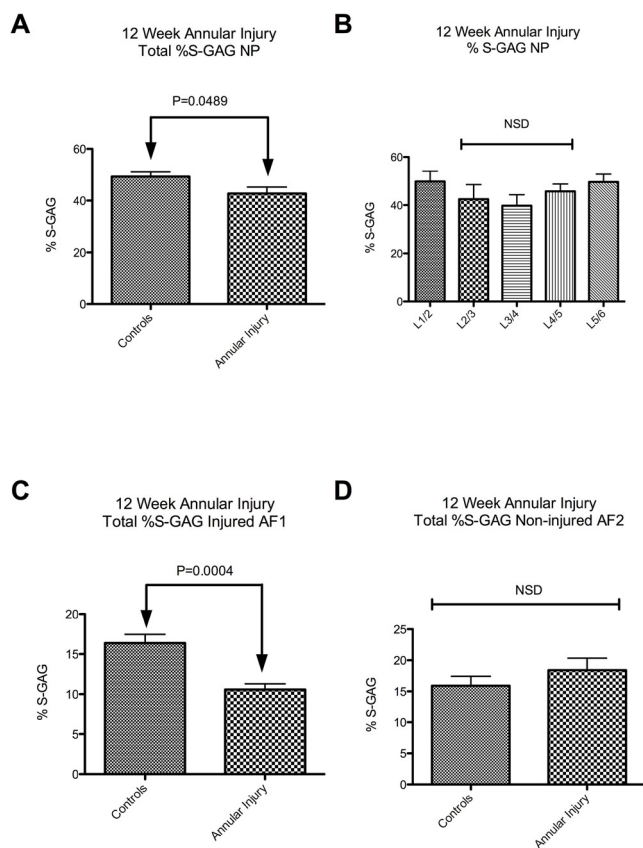 A
12 Week Annular Injury
Total %S-GAG NP
P=0.0489
60
40
20
0
% S-GAG
Controls
Annular Injury
B
12 Week Annular Injury
% S-GAG NP
NSD
60
40
20
0
% S-GAG
L1/2
L2/3
L3/4
L4/5
L5/6
C
12 Week Annular Injury
Total %S-GAG Injured AF1
P=0.0004
20
15
10
5
0
% S-GAG
Controls
Annular Injury
D
12 Week Annular Injury
Total %S-GAG Non-injured AF2
NSD
25
20
15
10
5
0
% S-GAG
Controls
Annular Injury